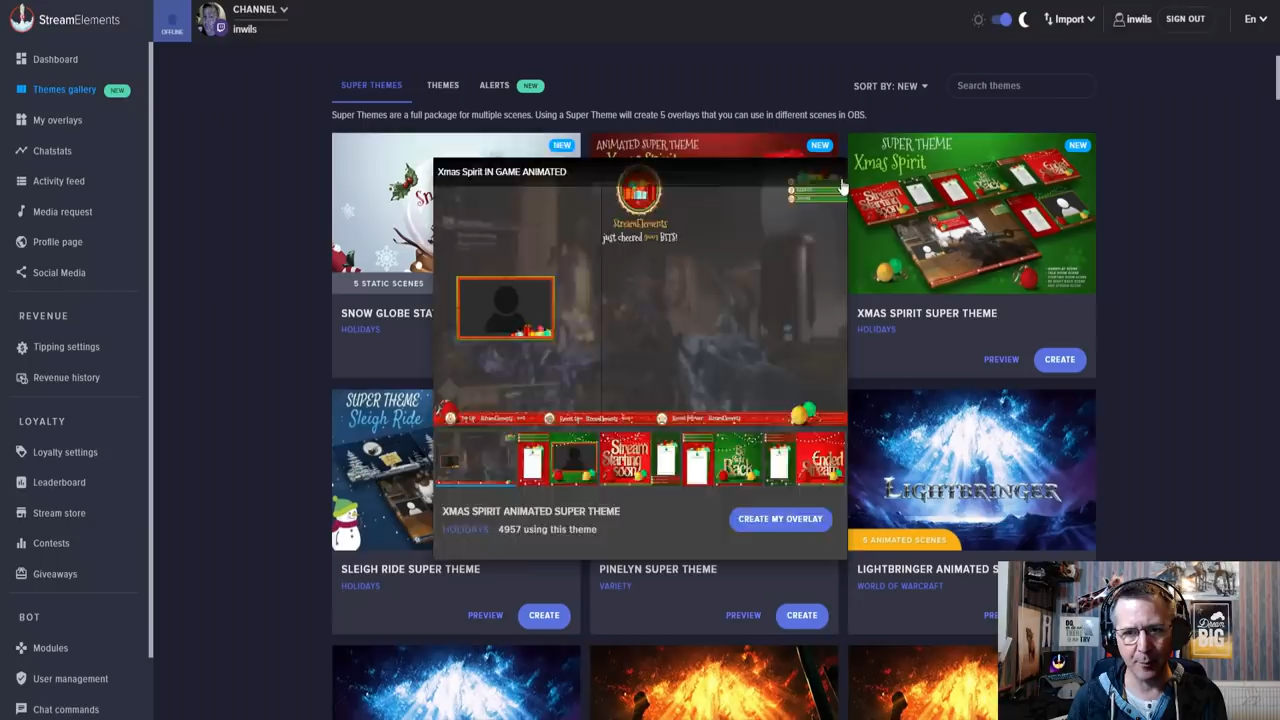 StreamElements
OFFLINE
CHANNEL
inwils
Import
inwils
SIGN OUT
En
Dashboard
Themes gallery
NEW
My overlays
Chatstats
Activity feed
Media request
Profile page
Social Media
REVENUE
Tipping settings
Revenue history
LOYALTY
Loyalty settings
Leaderboard
Stream store
Contests
Giveaways
BOT
Modules
User management
Chat commands
SUPER THEMES
THEMES
ALERTS
NEW
SORT BY: NEW
Search themes
Super Themes are a full package for multiple scenes. Using a Super Theme will create 5 overlays that you can use in different scenes in OBS.
NEW
ANIMATED SUPER THEME
Xmas Spirit
NEW
SUPER THEME
Xmas Spirit
NEW
5 STATIC SCENES
SNOW GLOBE STA
HOLIDAYS
Xmas Spirit IN GAME ANIMATED
StreamElements
just cheered BITS!
Stream Starting soon
Back
Ended Stream
XMAS SPIRIT ANIMATED SUPER THEME
HOLIDAYS
4957 using this theme
CREATE MY OVERLAY
XMAS SPIRIT SUPER THEME
HOLIDAYS
PREVIEW
CREATE
SUPER THEME
Sleigh Ride
SLEIGH RIDE SUPER THEME
HOLIDAYS
PREVIEW
CREATE
PINELYN SUPER THEME
VARIETY
PREVIEW
CREATE
LIGHTBRINGER
5 ANIMATED SCENES
LIGHTBRINGER ANIMATED S
WORLD OF WARCRAFT
PRE
DO
TRY
Dream
BIG